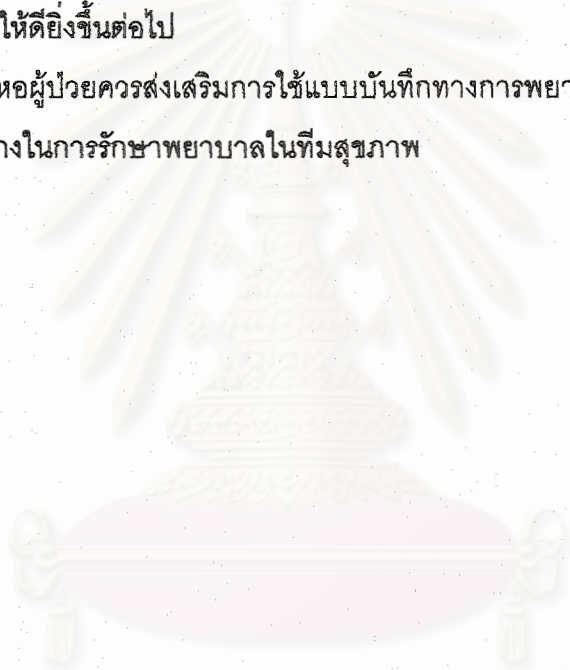 ให้ดียิ่งขึ้นต่อไป
หอผู้ป่วยควรส่งเสริมการใช้แบบบันทึกทางการพยา
างในการรักษาพยาบาลในทีมสุขภาพ